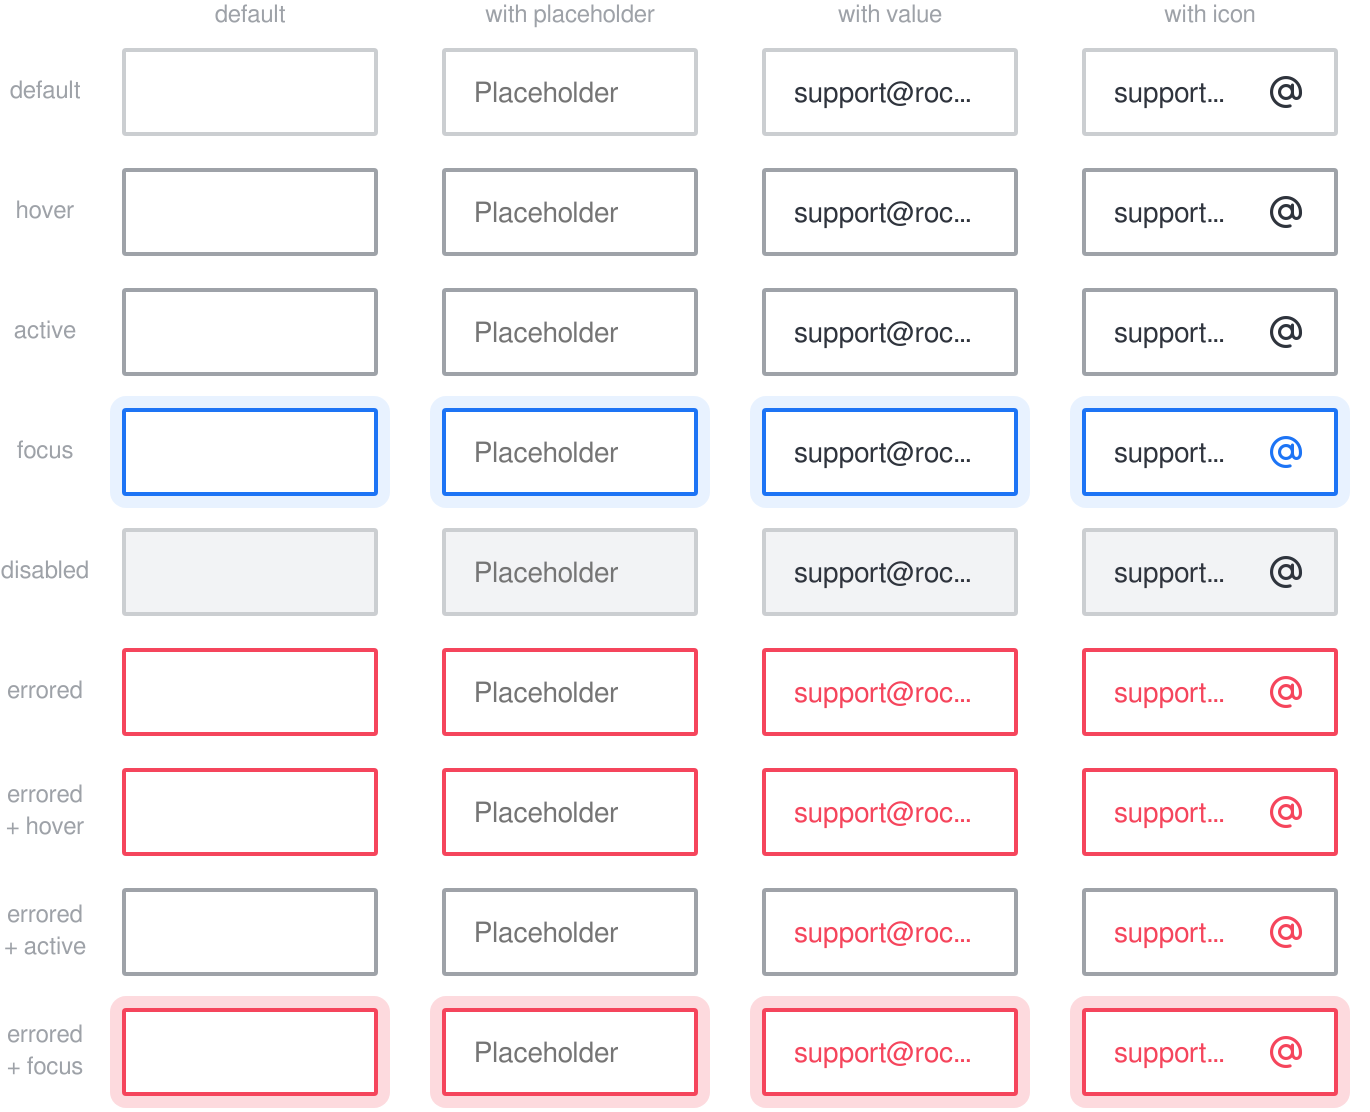 default with placeholder with value with icon
default Placeholder support@roc... support... @
hover Placeholder support@roc... support... @
active Placeholder support@roc... support... @
focus Placeholder support@roc... support... @
disabled Placeholder support@roc... support... @
errored Placeholder support@roc... support... @
errored
+ hover Placeholder support@roc... support... @
errored
+ active Placeholder support@roc... support... @
errored
+ focus Placeholder support@roc... support... @